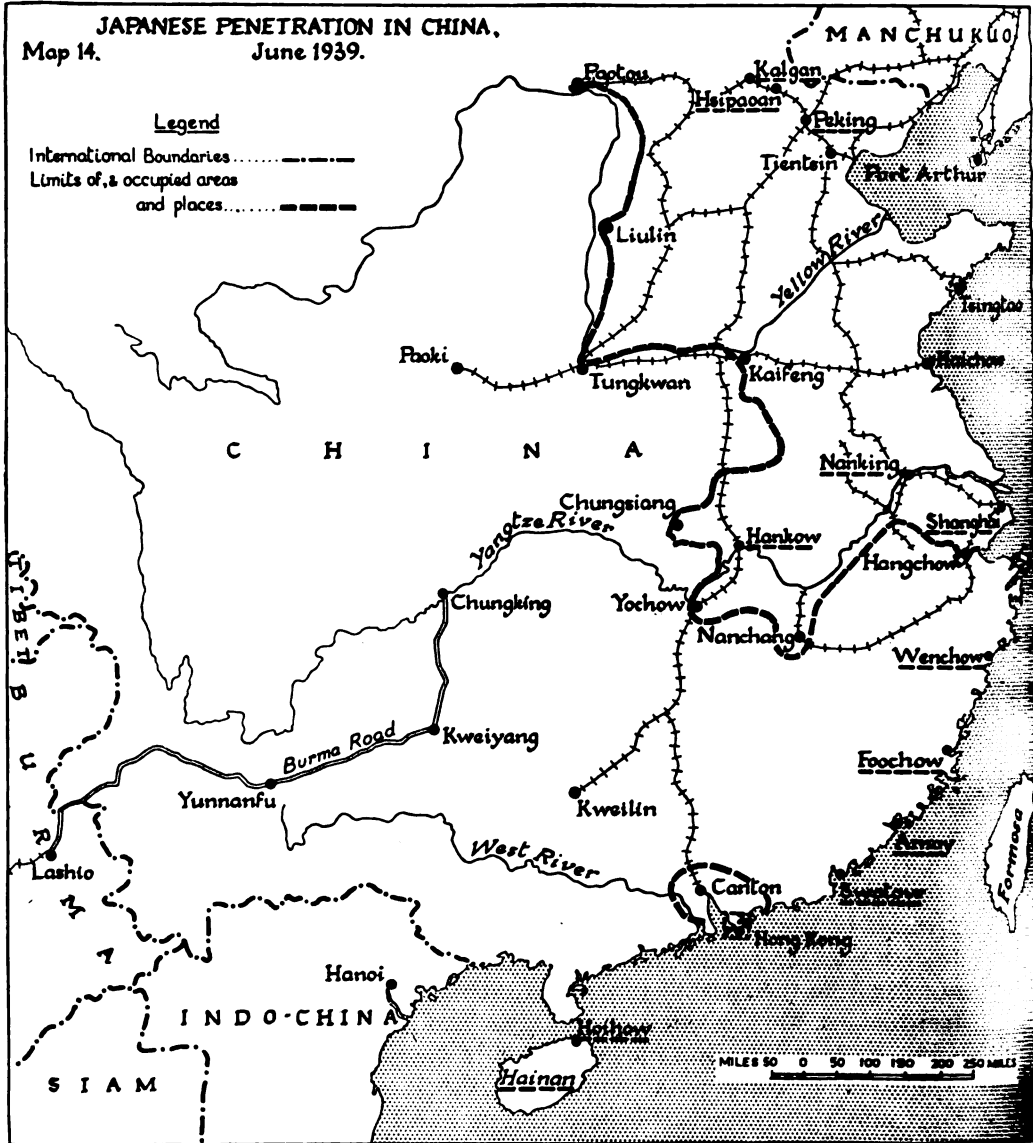 JAPANESE PENETRATION IN CHINA.
Map 14. June 1939.
MANCHUKUO
Legend
International Boundaries
Limits of, & occupied areas
and places
Paotou
Kalgan
Hsipaoan
Peking
Tientsin
Port Arthur
Liulin
Yellow River
Tsingtao
Paoki
Tungkwan
Kaifeng
Haichow
CHINA
Nanking
Chungsiang
Yangtze River
Shanghai
Hankow
Hangchow
TIBET
Chungking
Yochow
Nanchang
Wenchow
BURMA
Burma Road
Kweiyang
Foochow
Yunnanfu
Kweilin
Formosa
Amoy
West River
Lashio
Canton
Swatow
Hong Kong
Hanoi
INDO-CHINA
Hoihow
MILES 50 0 50 100 150 200 250 MILES
SIAM
Hainan